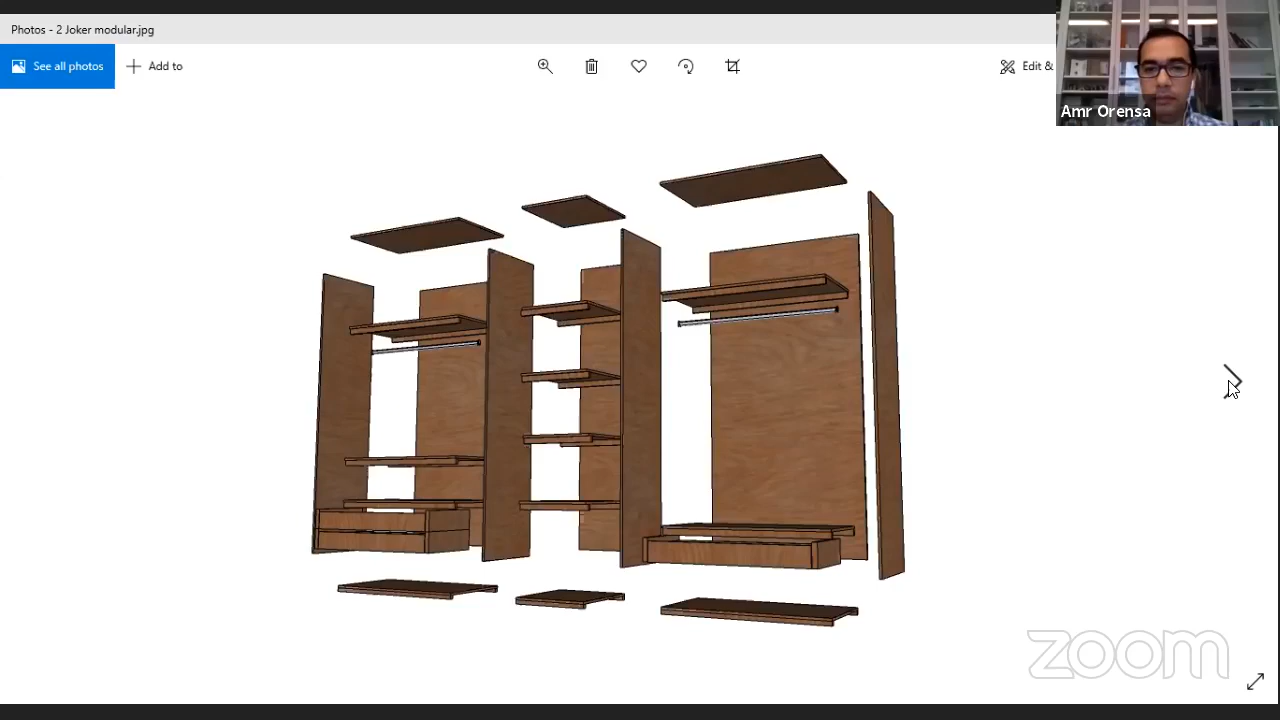 Photos - 2 Joker modular.jpg
See all photos
Add to
Edit &
Amr Orensa
zoom